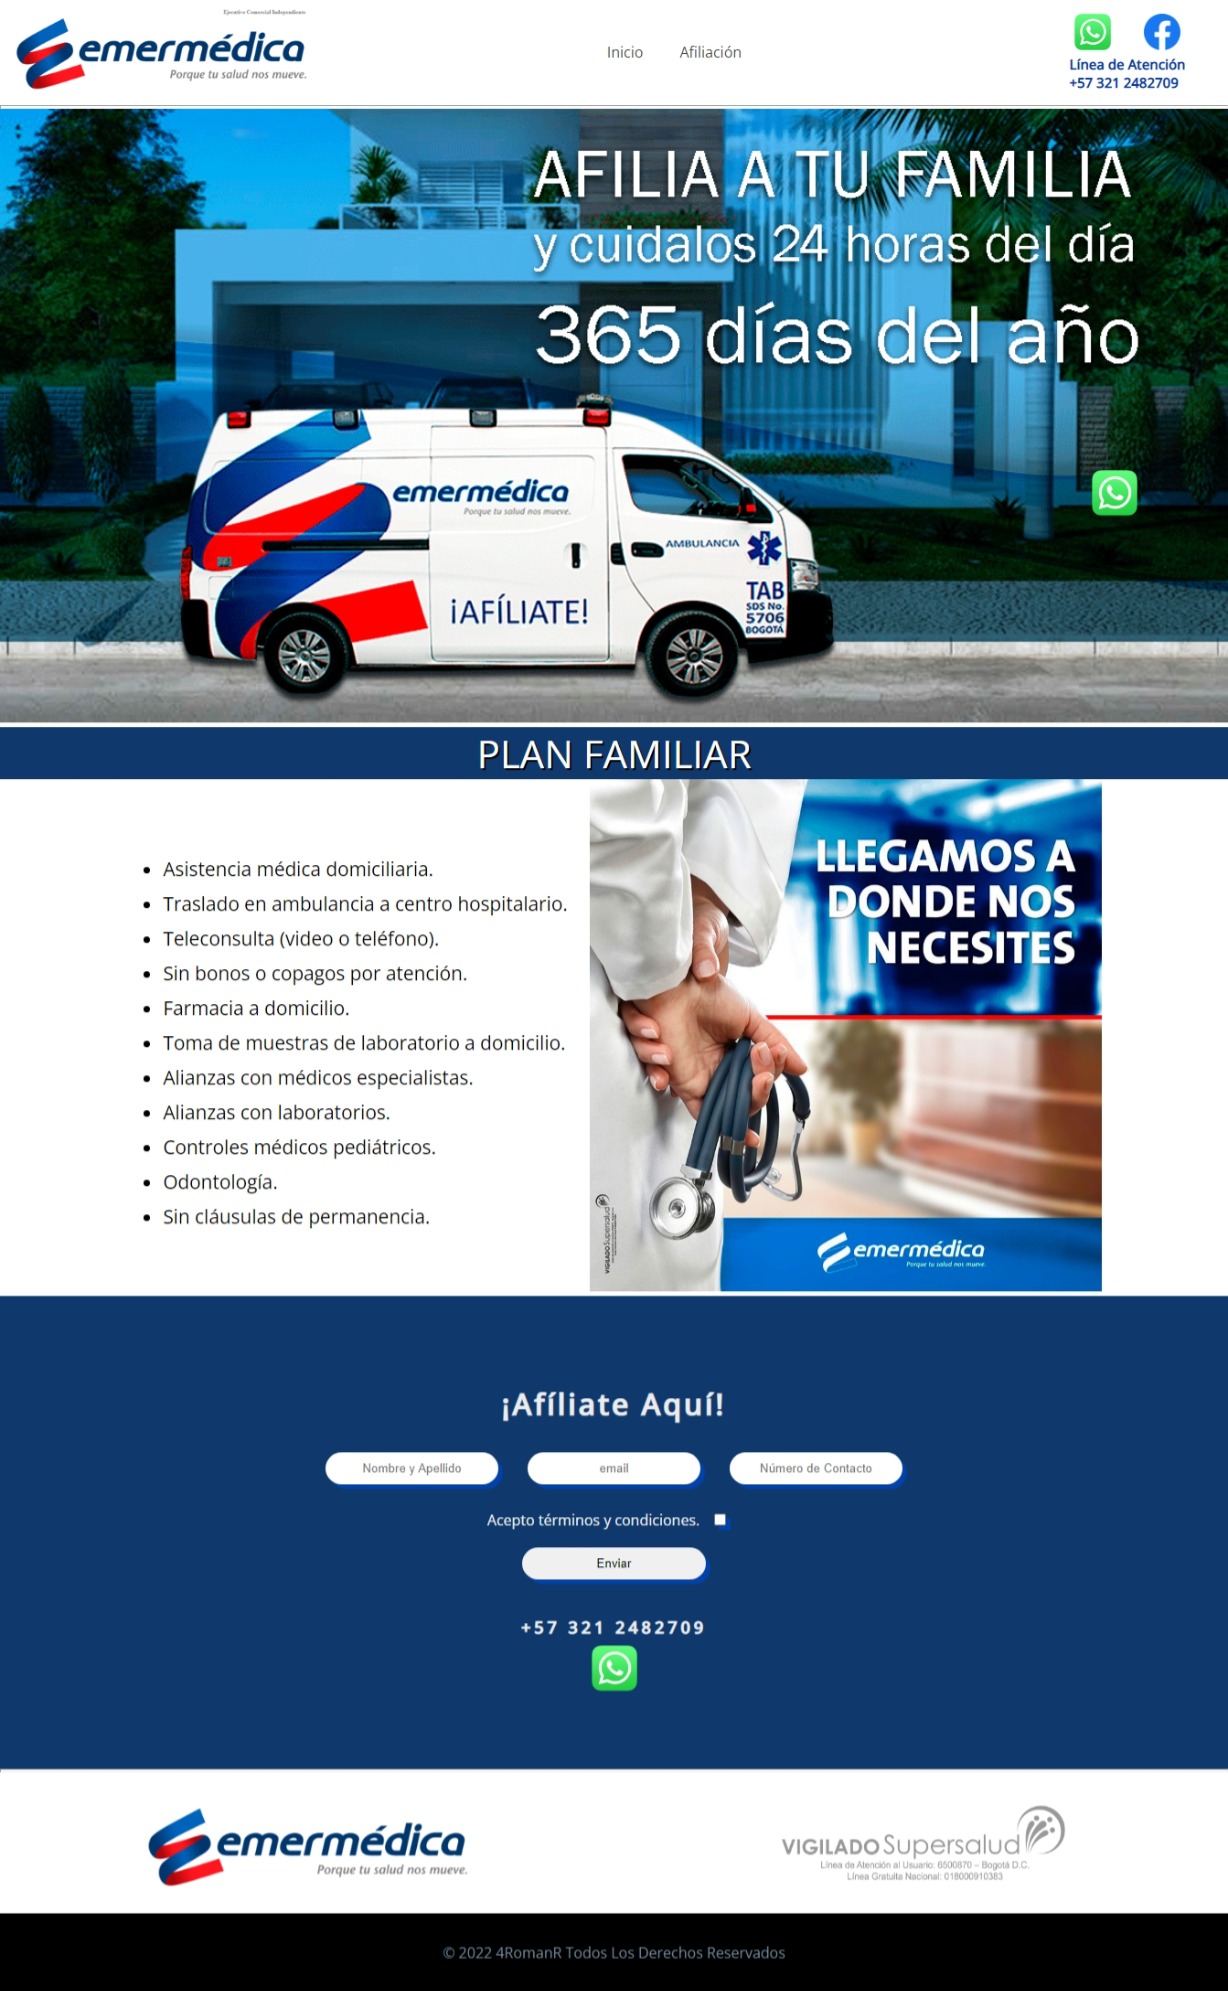 Ejecutivo Comercial Independiente
emermédica
Porque tu salud nos mueve.
Inicio
Afiliación
Línea de Atención
+57 321 2482709
AFILIA A TU FAMILIA
y cuidalos 24 horas del día
365 días del año
emermédica
Porque tu salud nos mueve.
AMBULANCIA
¡AFÍLIATE!
TAB
SDS No.
5706
BOGOTÁ
PLAN FAMILIAR
Asistencia médica domiciliaria.
Traslado en ambulancia a centro hospitalario.
Teleconsulta (video o teléfono).
Sin bonos o copagos por atención.
Farmacia a domicilio.
Toma de muestras de laboratorio a domicilio.
Alianzas con médicos especialistas.
Alianzas con laboratorios.
Controles médicos pediátricos.
Odontología.
Sin cláusulas de permanencia.
LLEGAMOS A
DONDE NOS
NECESITES
VIGILADO Supersalud
emermédica
Porque tu salud nos mueve.
¡Afíliate Aquí!
Nombre y Apellido
email
Número de Contacto
Acepto términos y condiciones.
Enviar
+57 321 2482709
emermédica
Porque tu salud nos mueve.
VIGILADO Supersalud
Línea de Atención al Usuario: 6500870 – Bogotá D.C.
Línea Gratuita Nacional: 018000910383
© 2022 4RomanR Todos Los Derechos Reservados